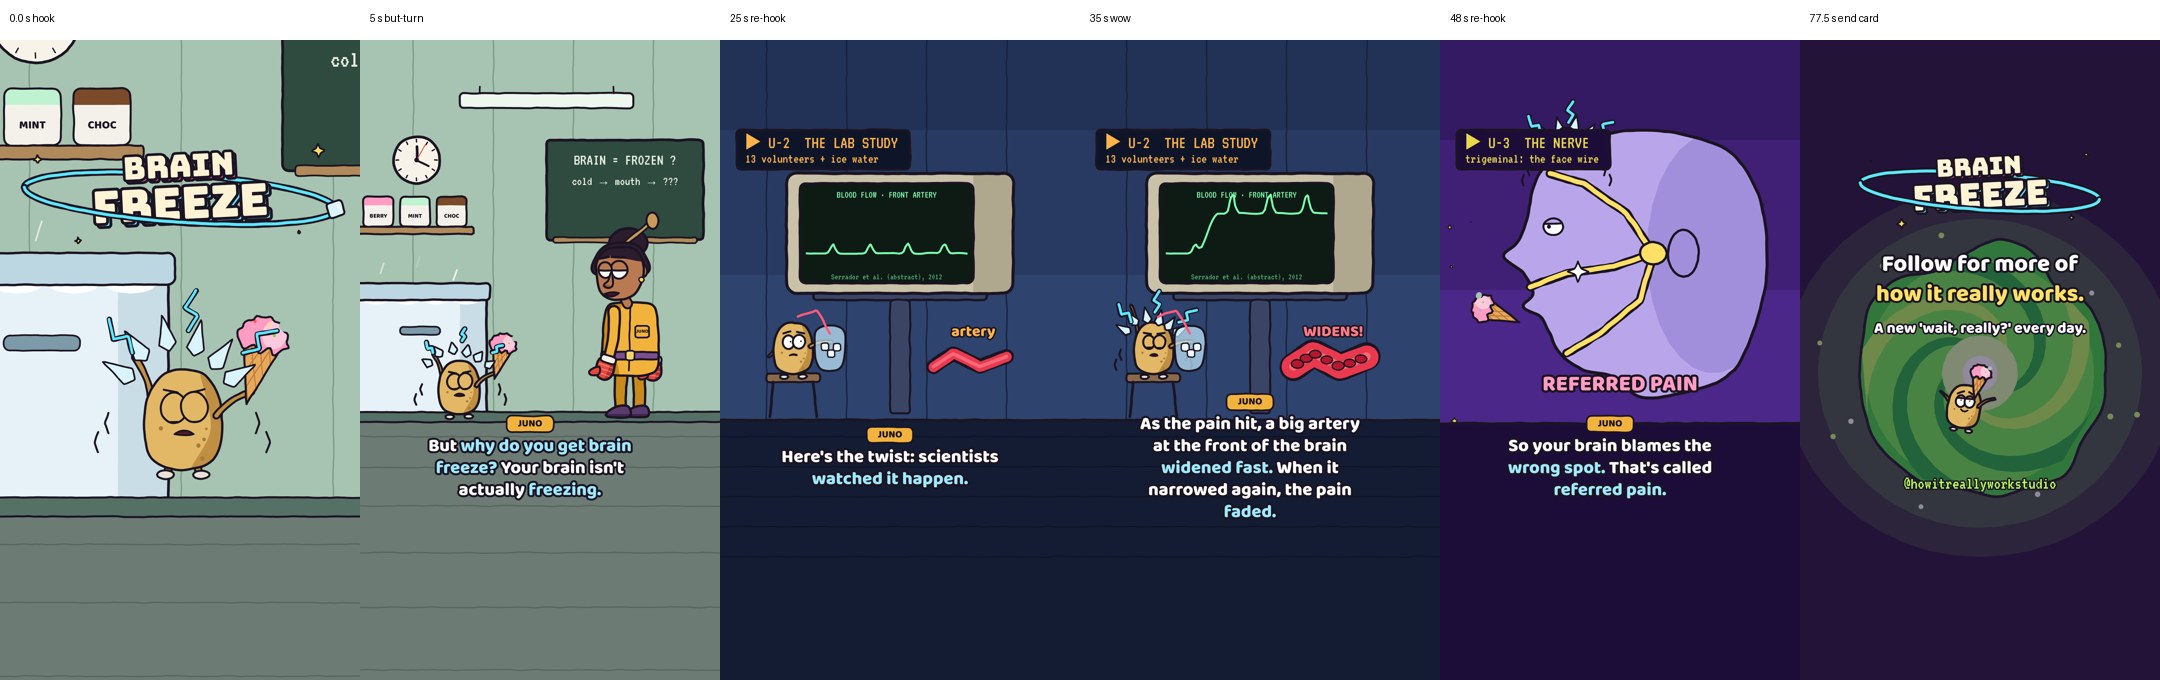 0.0 s hook
col
MINT
CHOC
BRAIN
FREEZE
5 s but-turn
BRAIN = FROZEN ?
cold → mouth → ???
BERRY
MINT
CHOC
JUNO
JUNO
But why do you get brain
freeze? Your brain isn't
actually freezing.
25 s re-hook
U-2 THE LAB STUDY
13 volunteers + ice water
BLOOD FLOW · FRONT ARTERY
Serrador et al. (abstract), 2012
artery
JUNO
Here's the twist: scientists
watched it happen.
35 s wow
U-2 THE LAB STUDY
13 volunteers + ice water
BLOOD FLOW · FRONT ARTERY
Serrador et al. (abstract), 2012
WIDENS!
JUNO
As the pain hit, a big artery
at the front of the brain
widened fast. When it
narrowed again, the pain
faded.
48 s re-hook
U-3 THE NERVE
trigeminal: the face wire
REFERRED PAIN
JUNO
So your brain blames the
wrong spot. That's called
referred pain.
77.5 s end card
BRAIN
FREEZE
Follow for more of
how it really works.
A new 'wait, really?' every day.
@howitreallyworkstudio